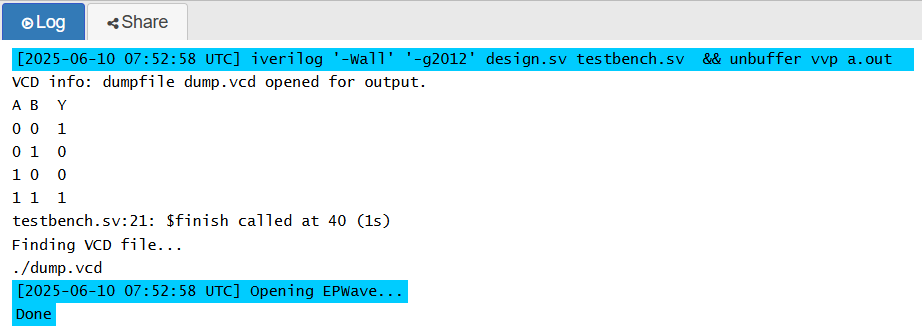 Log Share
[2025-06-10 07:52:58 UTC] iverilog '-Wall' '-g2012' design.sv testbench.sv  && unbuffer vvp a.out
VCD info: dumpfile dump.vcd opened for output.
A B  Y
0 0  1
0 1  0
1 0  0
1 1  1
testbench.sv:21: $finish called at 40 (1s)
Finding VCD file...
./dump.vcd
[2025-06-10 07:52:58 UTC] Opening EPWave...
Done